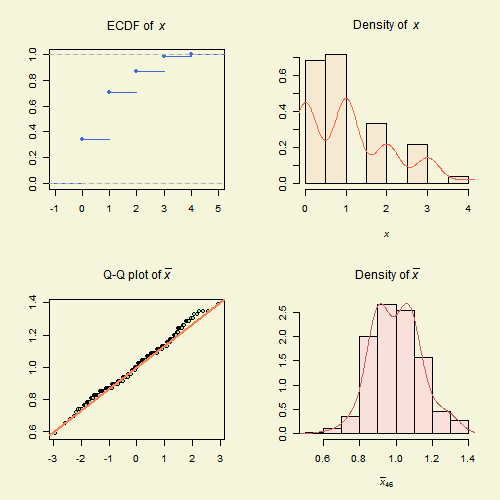 ECDF of x
Density of x
0.0 0.2 0.4 0.6 0.8 1.0
-1 0 1 2 3 4 5
0.0 0.2 0.4 0.6
0 1 2 3 4
x
Q-Q plot of x̅
Density of x̅
0.6 0.8 1.0 1.2 1.4
-3 -2 -1 0 1 2 3
0.0 0.5 1.0 1.5 2.0 2.5
0.6 0.8 1.0 1.2 1.4
x̅₄₆